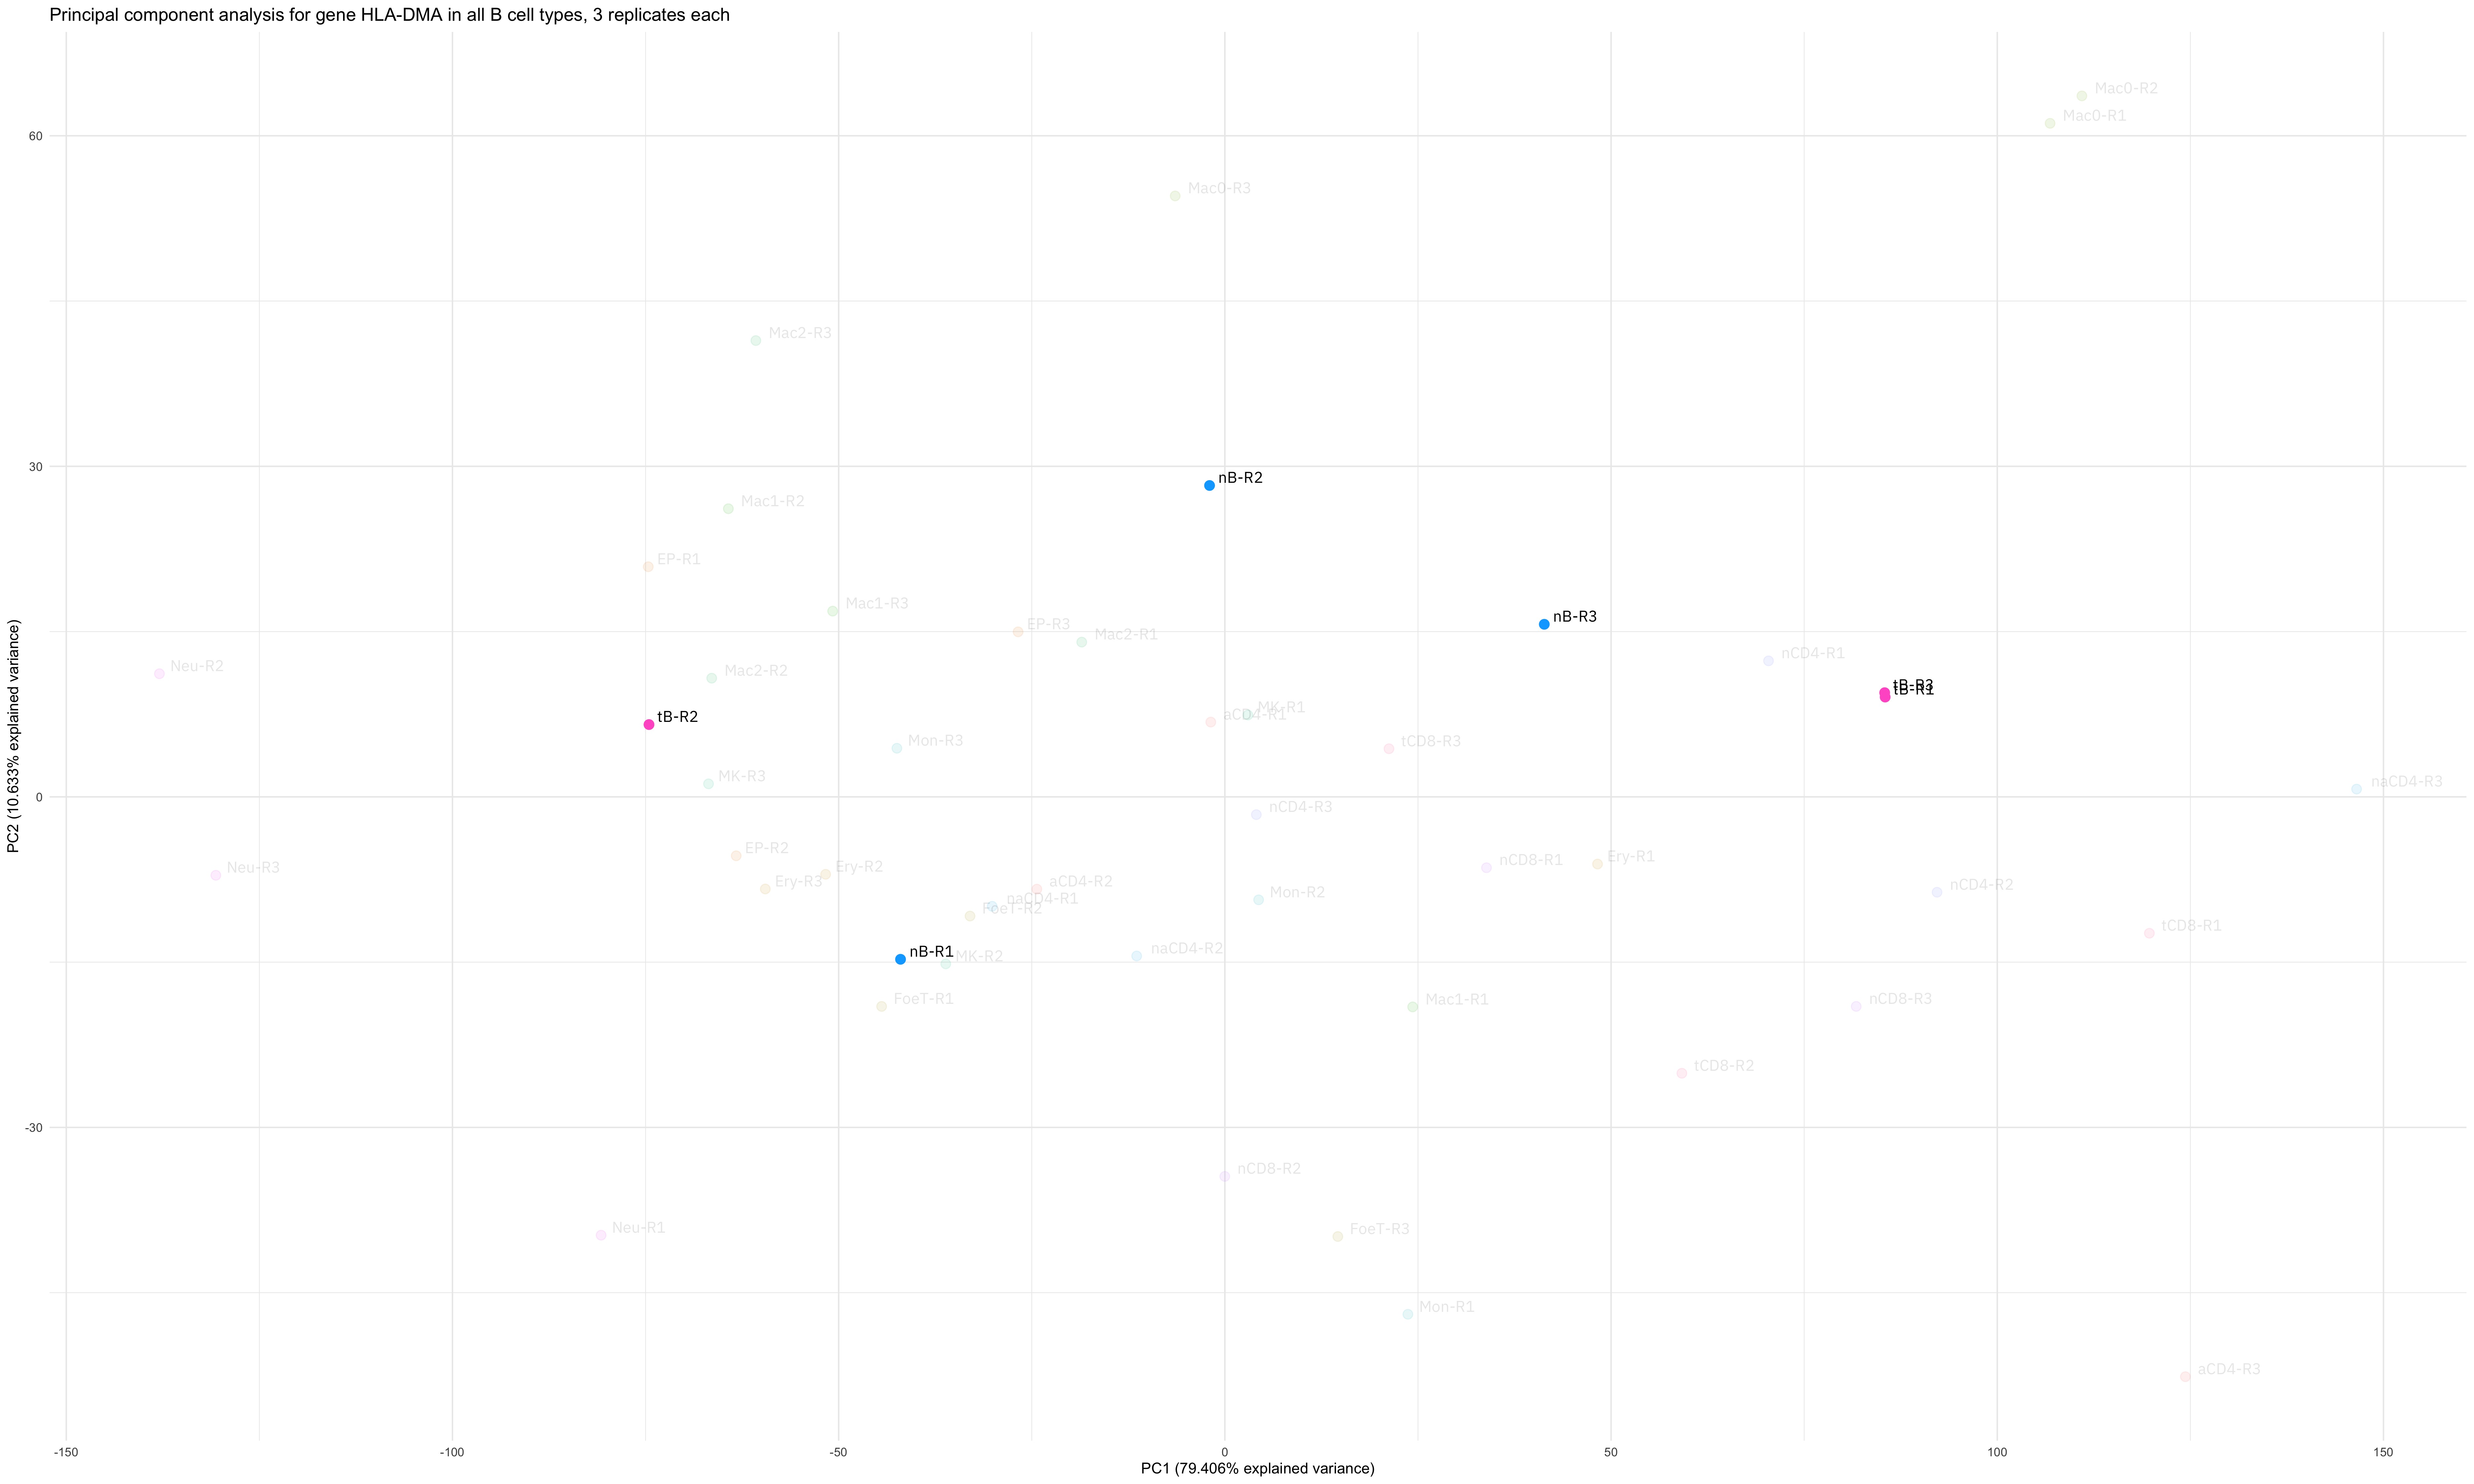 Principal component analysis for gene HLA-DMA in all B cell types, 3 replicates each
Mac0-R2
Mac0-R1
60
Mac0-R3
Mac2-R3
30
nB-R2
Mac1-R2
EP-R1
Mac1-R3
nB-R3
EP-R3
Mac2-R1
nCD4-R1
Neu-R2
Mac2-R2
tB-R3
tB-R1
tB-R2
MK-R1
aCD4-R1
Mon-R3
tCD8-R3
MK-R3
naCD4-R3
0
nCD4-R3
EP-R2
Ery-R1
nCD8-R1
Ery-R2
Neu-R3
Ery-R3
aCD4-R2
nCD4-R2
Mon-R2
naCD4-R1
FoeT-R2
tCD8-R1
naCD4-R2
nB-R1
MK-R2
FoeT-R1
Mac1-R1
nCD8-R3
tCD8-R2
-30
nCD8-R2
Neu-R1
FoeT-R3
Mon-R1
aCD4-R3
-150
-100
-50
0
50
100
150
PC1 (79.406% explained variance)
PC2 (10.633% explained variance)